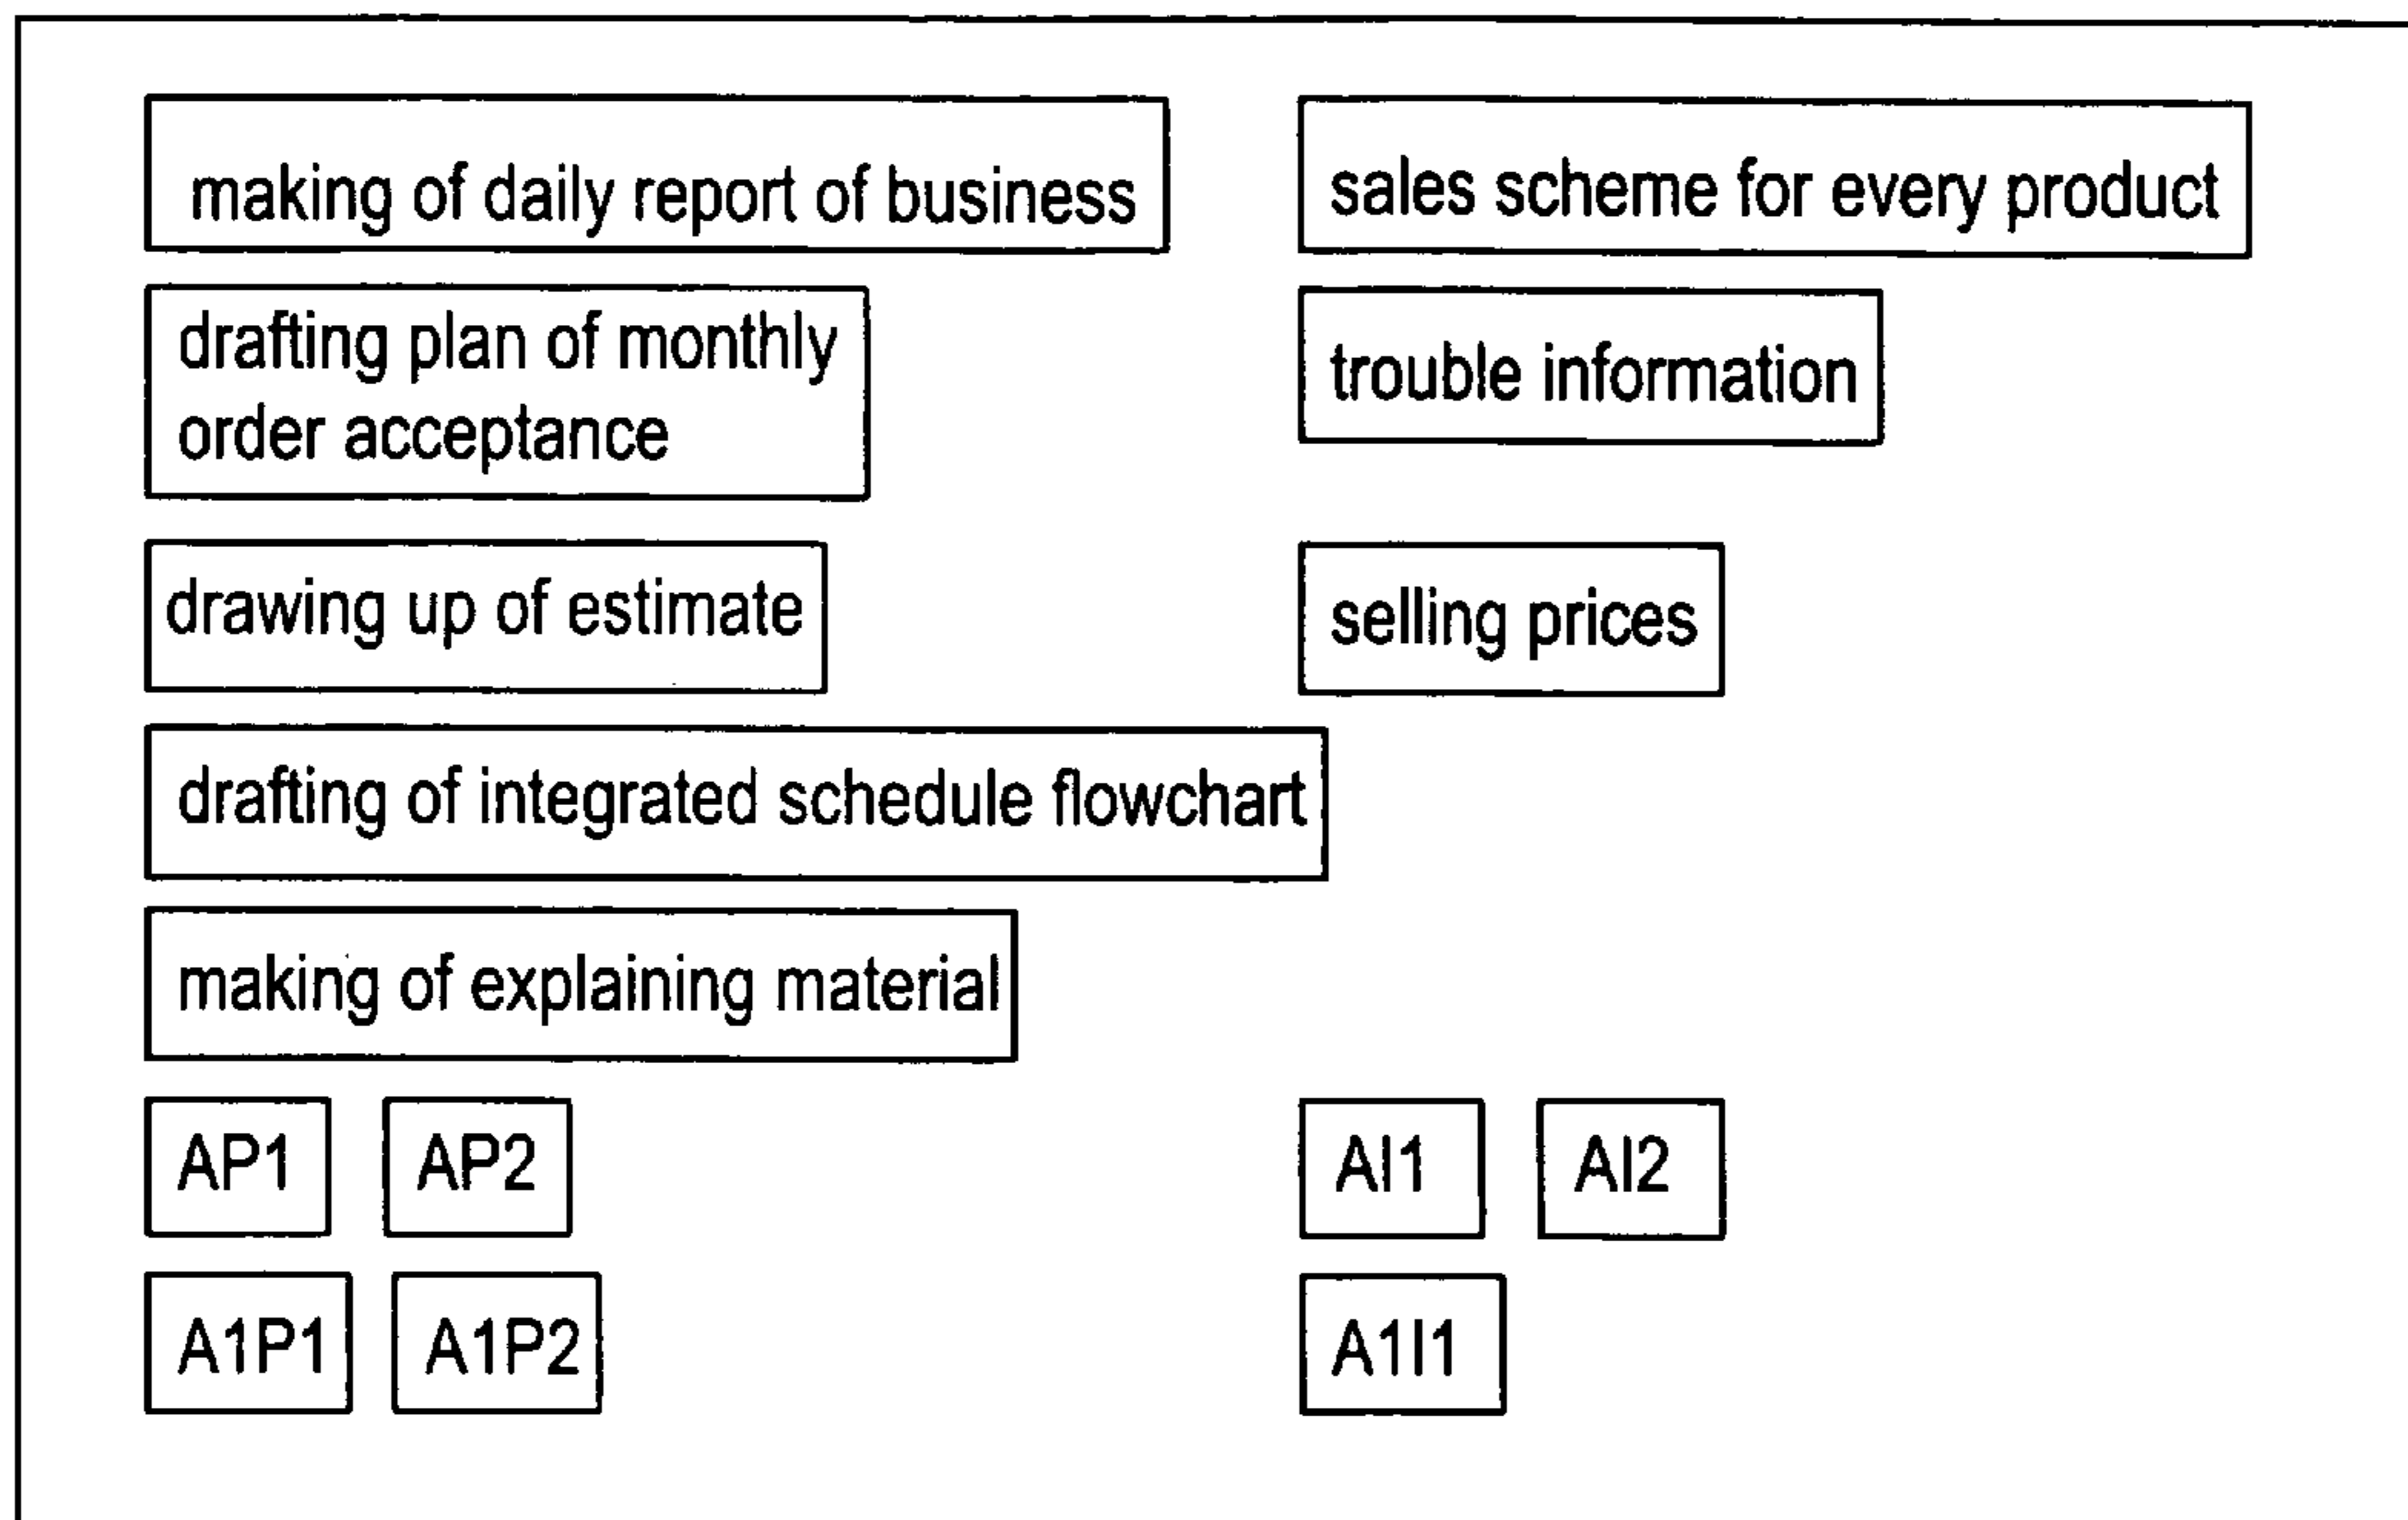 making of daily report of business
sales scheme for every product
drafting plan of monthly
order acceptance
trouble information
drawing up of estimate
selling prices
drafting of integrated schedule flowchart
making of explaining material
AP1 AP2 AI1 AI2
A1P1 A1P2 A1I1